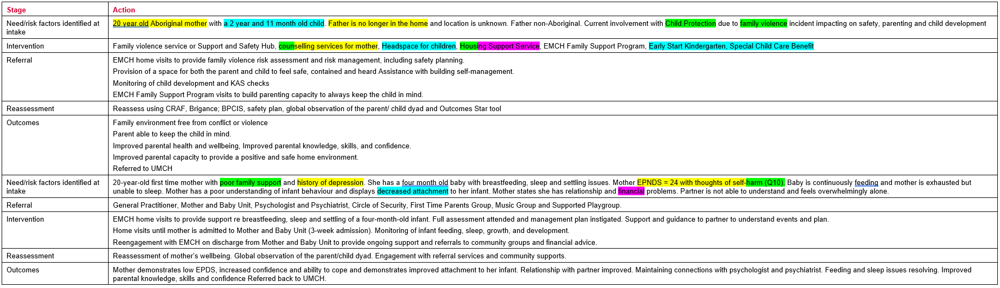 Stage
Action
Need/risk factors identified at
intake
20 year old Aboriginal mother with a 2 year and 11 month old child. Father is no longer in the home and location is unknown. Father non-Aboriginal. Current involvement with Child Protection due to family violence incident impacting on safety, parenting and child development
Intervention
Family violence service or Support and Safety Hub, counselling services for mother, Headspace for children, Housing Support Service, EMCH Family Support Program, Early Start Kindergarten, Special Child Care Benefit
Referral
EMCH home visits to provide family violence risk assessment and risk management, including safety planning.
Provision of a space for both the parent and child to feel safe, contained and heard Assistance with building self-management.
Monitoring of child development and KAS checks
EMCH Family Support Program visits to build parenting capacity to always keep the child in mind.
Reassessment
Reassess using CRAF, Brigance; BPCIS, safety plan, global observation of the parent/ child dyad and Outcomes Star tool
Outcomes
Family environment free from conflict or violence
Parent able to keep the child in mind.
Improved parental health and wellbeing, Improved parental knowledge, skills, and confidence.
Improved parental capacity to provide a positive and safe home environment.
Referred to UMCH
Need/risk factors identified at
intake
20-year-old first time mother with poor family support and history of depression. She has a four month old baby with breastfeeding, sleep and settling issues. Mother EPNDS = 24 with thoughts of self-harm (Q10). Baby is continuously feeding and mother is exhausted but
unable to sleep. Mother has a poor understanding of infant behaviour and displays decreased attachment to her infant. Mother states she has relationship and financial problems. Partner is not able to understand and feels overwhelmingly alone.
Referral
General Practitioner, Mother and Baby Unit, Psychologist and Psychiatrist, Circle of Security, First Time Parents Group, Music Group and Supported Playgroup.
Intervention
EMCH home visits to provide support re breastfeeding, sleep and settling of a four-month-old infant. Full assessment attended and management plan instigated. Support and guidance to partner to understand events and plan.
Home visits until mother is admitted to Mother and Baby Unit (3-week admission). Monitoring of infant feeding, sleep, growth, and development.
Reengagement with EMCH on discharge from Mother and Baby Unit to provide ongoing support and referrals to community groups and financial advice.
Reassessment
Reassessment of mother's wellbeing. Global observation of the parent/child dyad. Engagement with referral services and community supports.
Outcomes
Mother demonstrates low EPDS, increased confidence and ability to cope and demonstrates improved attachment to her infant. Relationship with partner improved. Maintaining connections with psychologist and psychiatrist. Feeding and sleep issues resolving. Improved
parental knowledge, skills and confidence Referred back to UMCH.